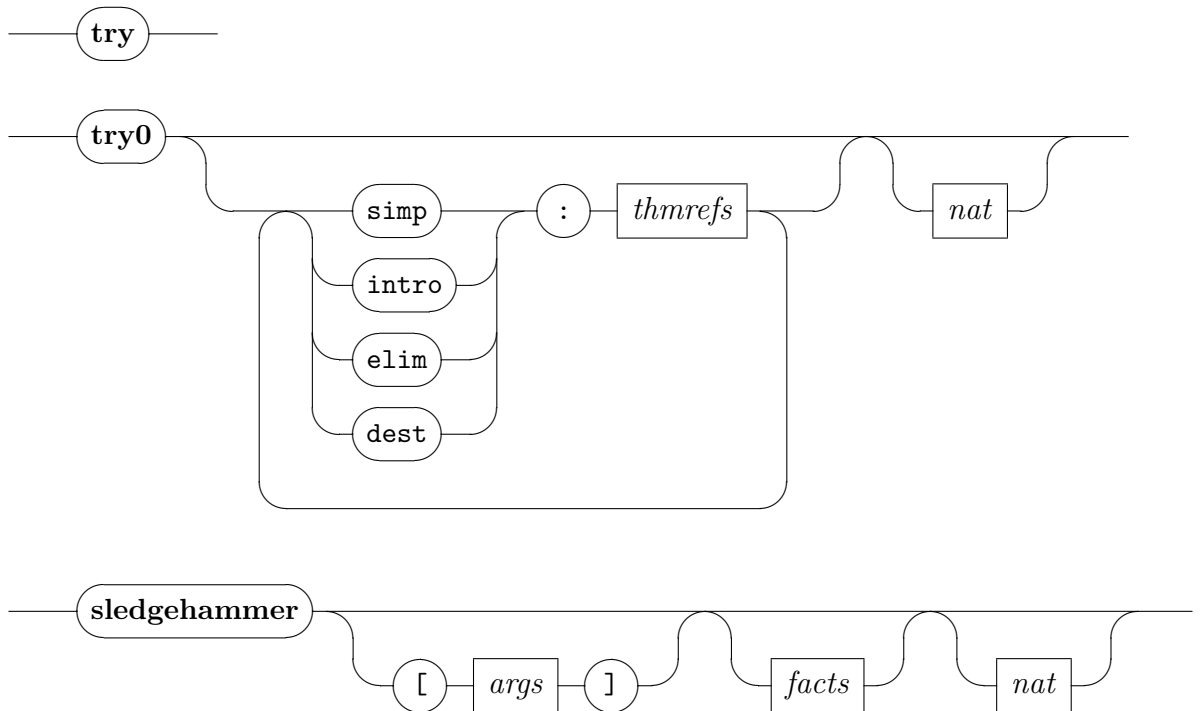 try
try0
simp : thmrefs nat
intro
elim
dest
sledgehammer
[ args ] facts nat